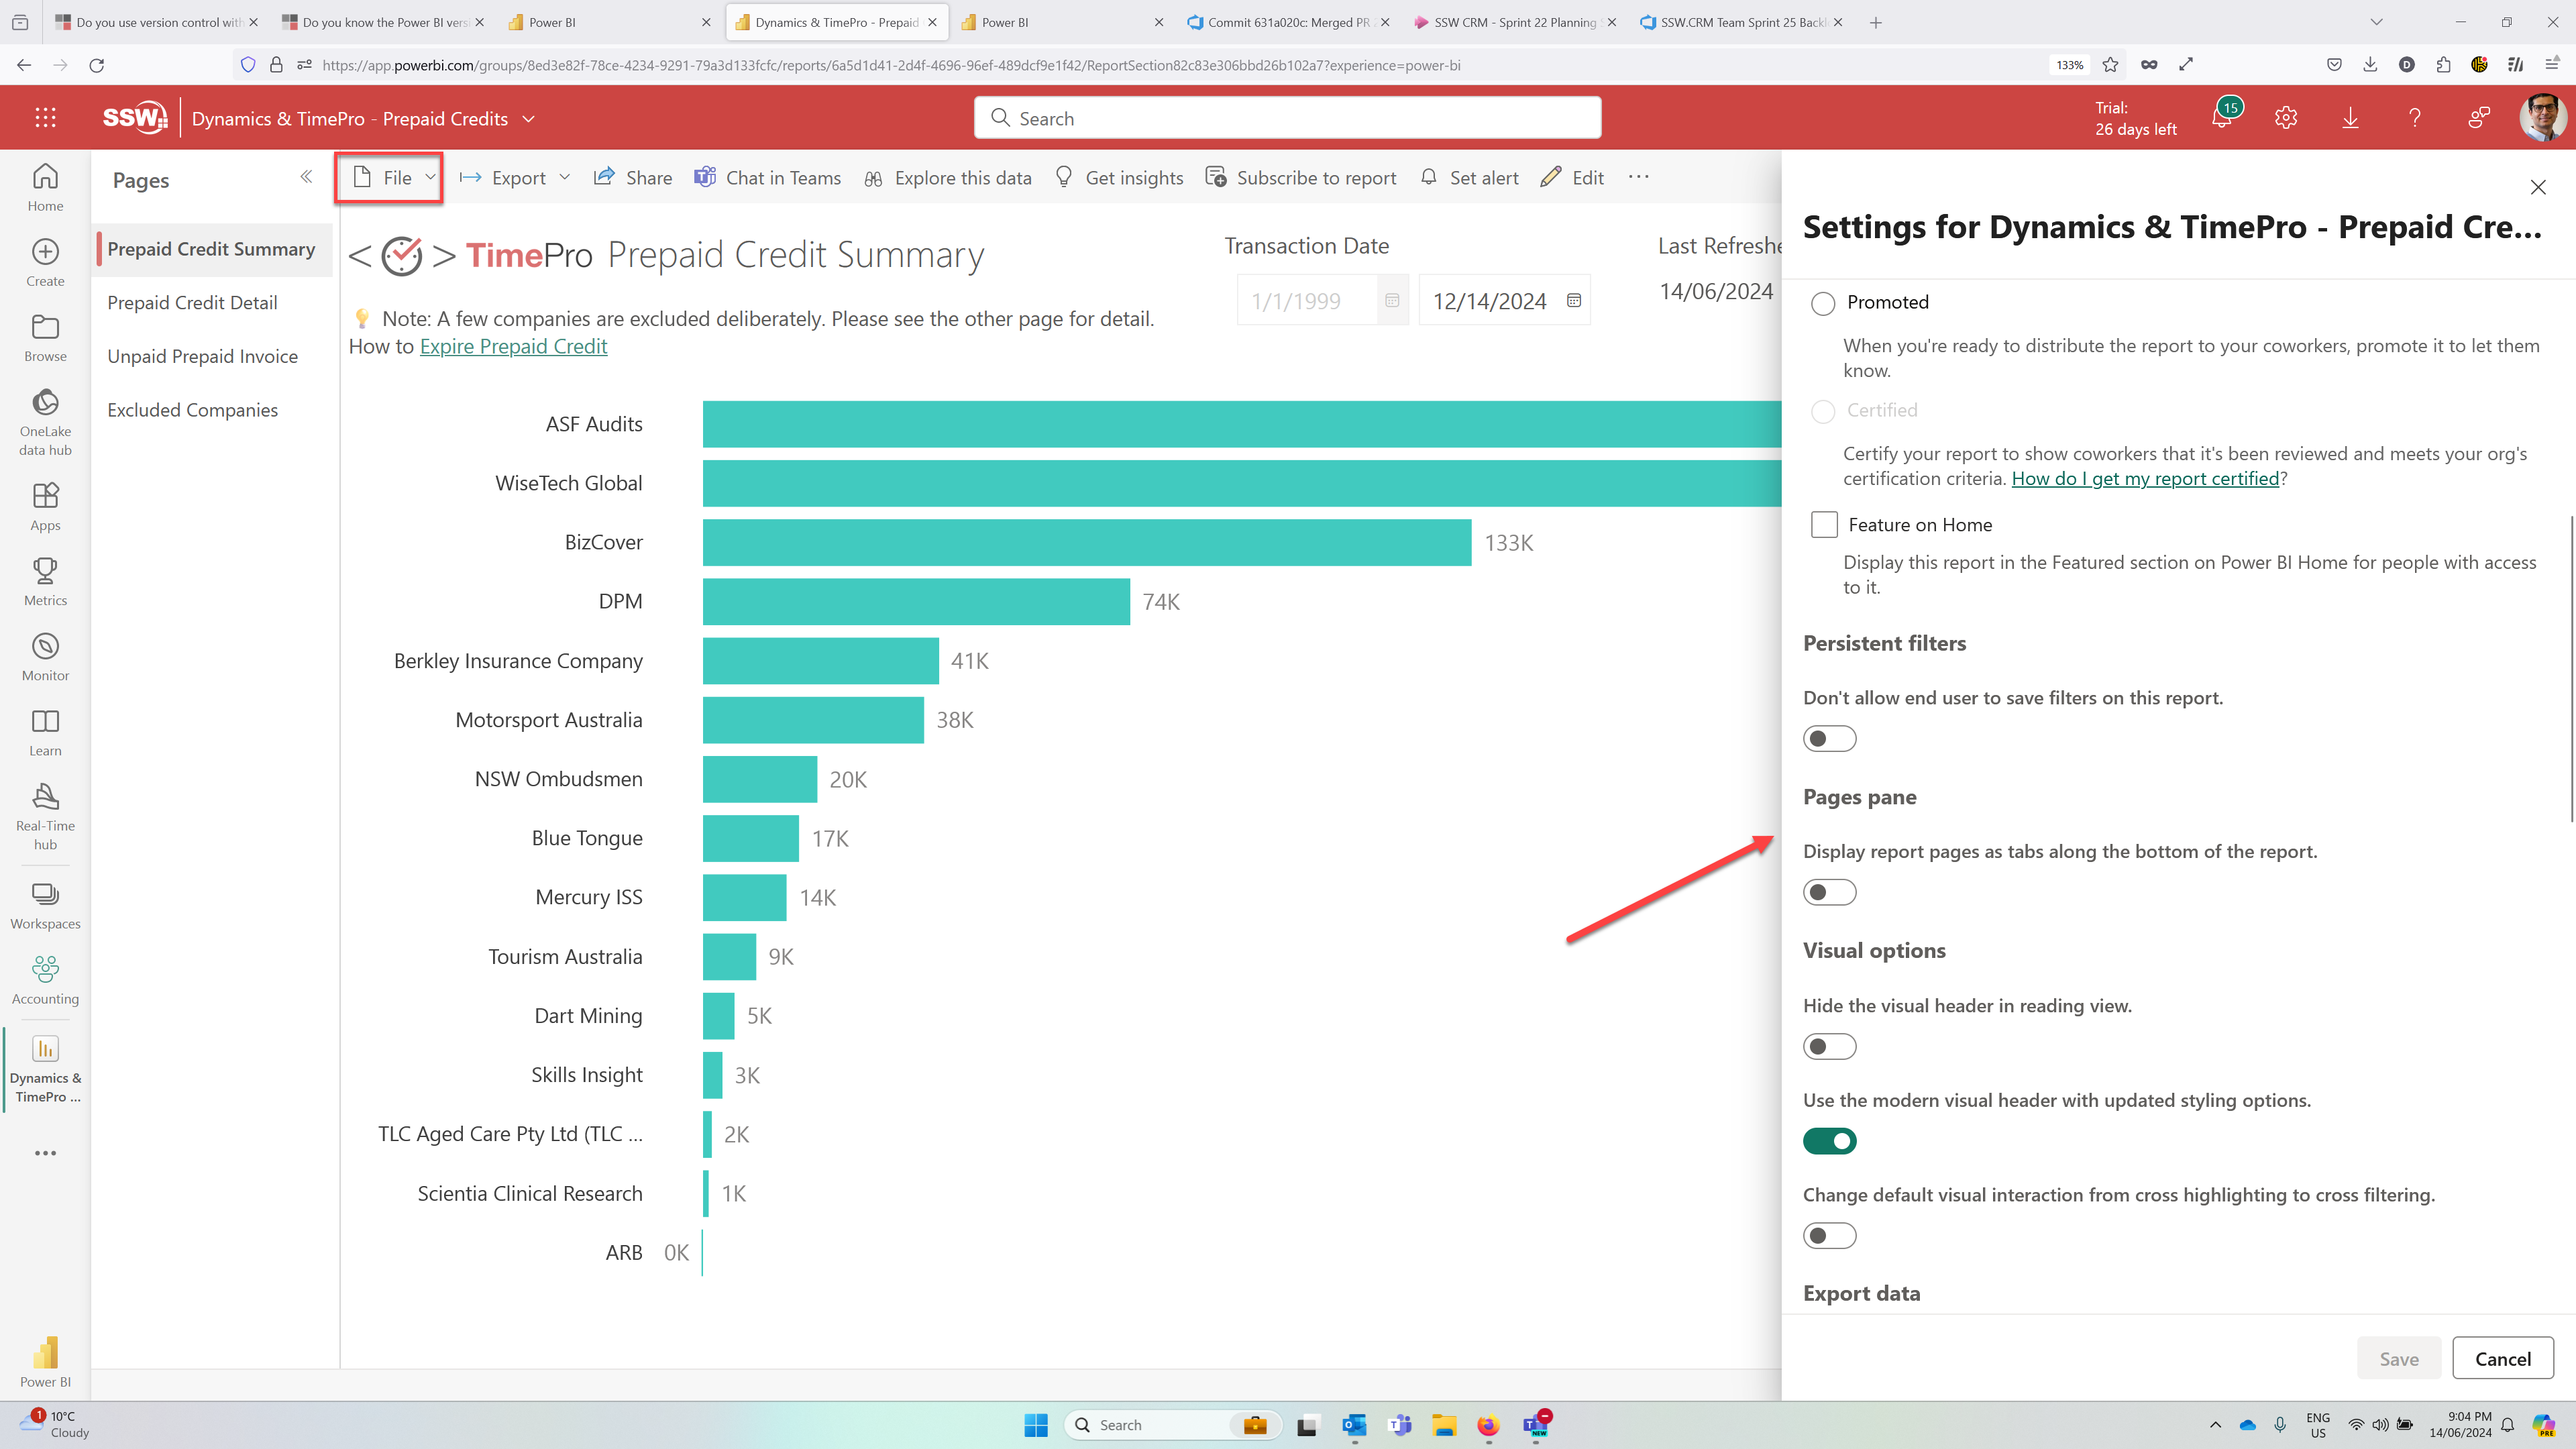 Do you use version control with
Do you know the Power BI versi
Power BI
Dynamics & TimePro - Prepaid
Power BI
Commit 631a020c: Merged PR
SSW CRM - Sprint 22 Planning
SSW.CRM Team Sprint 25 Backl
https://app.powerbi.com/groups/8ed3e82f-78ce-4234-9291-79a3d133fcfc/reports/6a5d1d41-2d4f-4696-96ef-489dcf9e1f42/ReportSection82c83e306bbd26b102a7?experience=power-bi
133%
SSW
Dynamics & TimePro - Prepaid Credits
Search
Trial:
26 days left
15
Home
Create
Browse
OneLake
data hub
Apps
Metrics
Monitor
Learn
Real-Time
hub
Workspaces
Accounting
Dynamics &
TimePro ...
Power BI
Pages
Prepaid Credit Summary
Prepaid Credit Detail
Unpaid Prepaid Invoice
Excluded Companies
File
Export
Share
Chat in Teams
Explore this data
Get insights
Subscribe to report
Set alert
Edit
< > TimePro Prepaid Credit Summary
Transaction Date
1/1/1999
12/14/2024
Last Refreshe
14/06/2024
Note: A few companies are excluded deliberately. Please see the other page for detail.
How to Expire Prepaid Credit
ASF Audits
WiseTech Global
BizCover 133K
DPM 74K
Berkley Insurance Company 41K
Motorsport Australia 38K
NSW Ombudsmen 20K
Blue Tongue 17K
Mercury ISS 14K
Tourism Australia 9K
Dart Mining 5K
Skills Insight 3K
TLC Aged Care Pty Ltd (TLC ... 2K
Scientia Clinical Research 1K
ARB 0K
Settings for Dynamics & TimePro - Prepaid Cre...
Promoted
When you're ready to distribute the report to your coworkers, promote it to let them
know.
Certified
Certify your report to show coworkers that it's been reviewed and meets your org's
certification criteria. How do I get my report certified?
Feature on Home
Display this report in the Featured section on Power BI Home for people with access
to it.
Persistent filters
Don't allow end user to save filters on this report.
Pages pane
Display report pages as tabs along the bottom of the report.
Visual options
Hide the visual header in reading view.
Use the modern visual header with updated styling options.
Change default visual interaction from cross highlighting to cross filtering.
Export data
Save
Cancel
1
10°C
Cloudy
Search
NEW
ENG
US
9:04 PM
14/06/2024
PRE